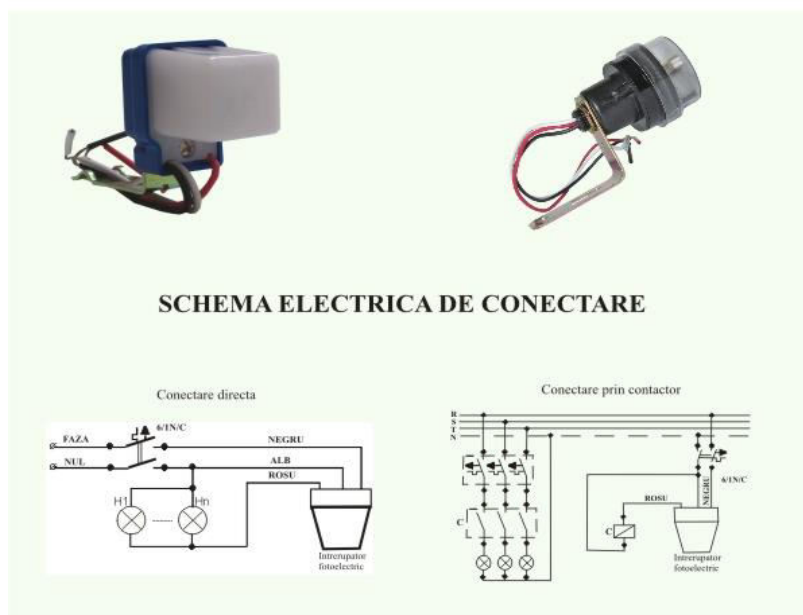 SCHEMA ELECTRICA DE CONECTARE
Conectare directa
FAZA
6/1N/C
NEGRU
NUL
ALB
ROSU
H1
Hn
Intrerupator
fotoelectric
Conectare prin contactor
R
S
T
N
C
C
ROSU
NEGRU
6/1N/C
Intrerupator
fotoelectric